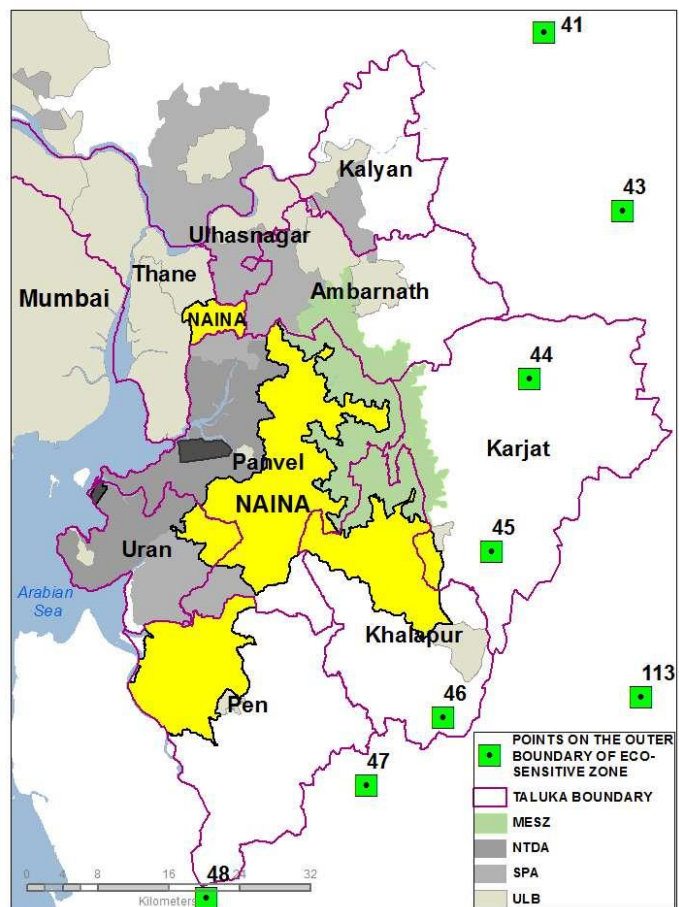 41
Kalyan
43
Ulhasnagar
Thane
Ambarnath
Mumbai
NAINA
44
Karjat
Panvel
NAINA
45
Uran
Arabian
Sea
Khalapur
113
Pen
46
47
48
0 4 8 16 24 32
Kilometers
POINTS ON THE OUTER
BOUNDARY OF ECO-
SENSITIVE ZONE
TALUKA BOUNDARY
MESZ
NTDA
SPA
ULB